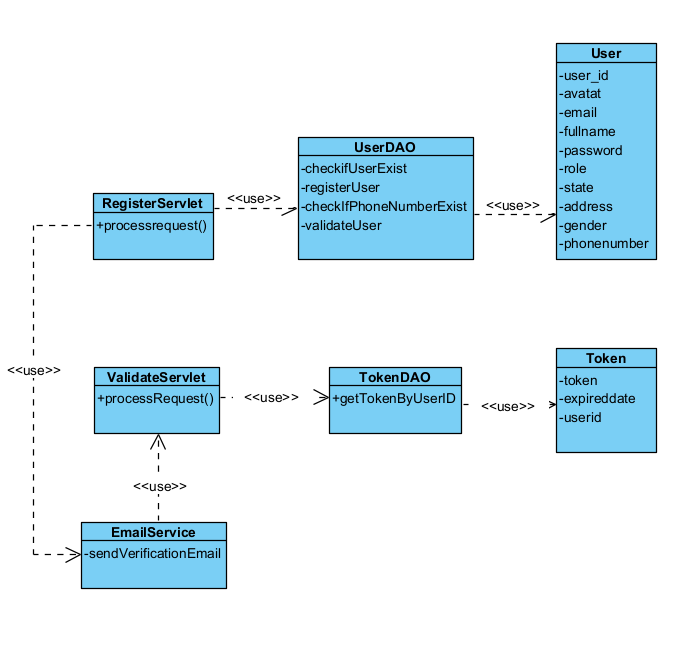 User
-user_id
-avatat
-email
-fullname
-password
-role
-state
-address
-gender
-phonenumber
UserDAO
-checkifUserExist
-registerUser
-checkIfPhoneNumberExist
-validateUser
<<use>>
<<use>>
RegisterServlet
+processrequest()
<<use>>
ValidateServlet
+processRequest()
<<use>>
TokenDAO
+getTokenByUserID
<<use>>
Token
-token
-expireddate
-userid
<<use>>
EmailService
-sendVerificationEmail